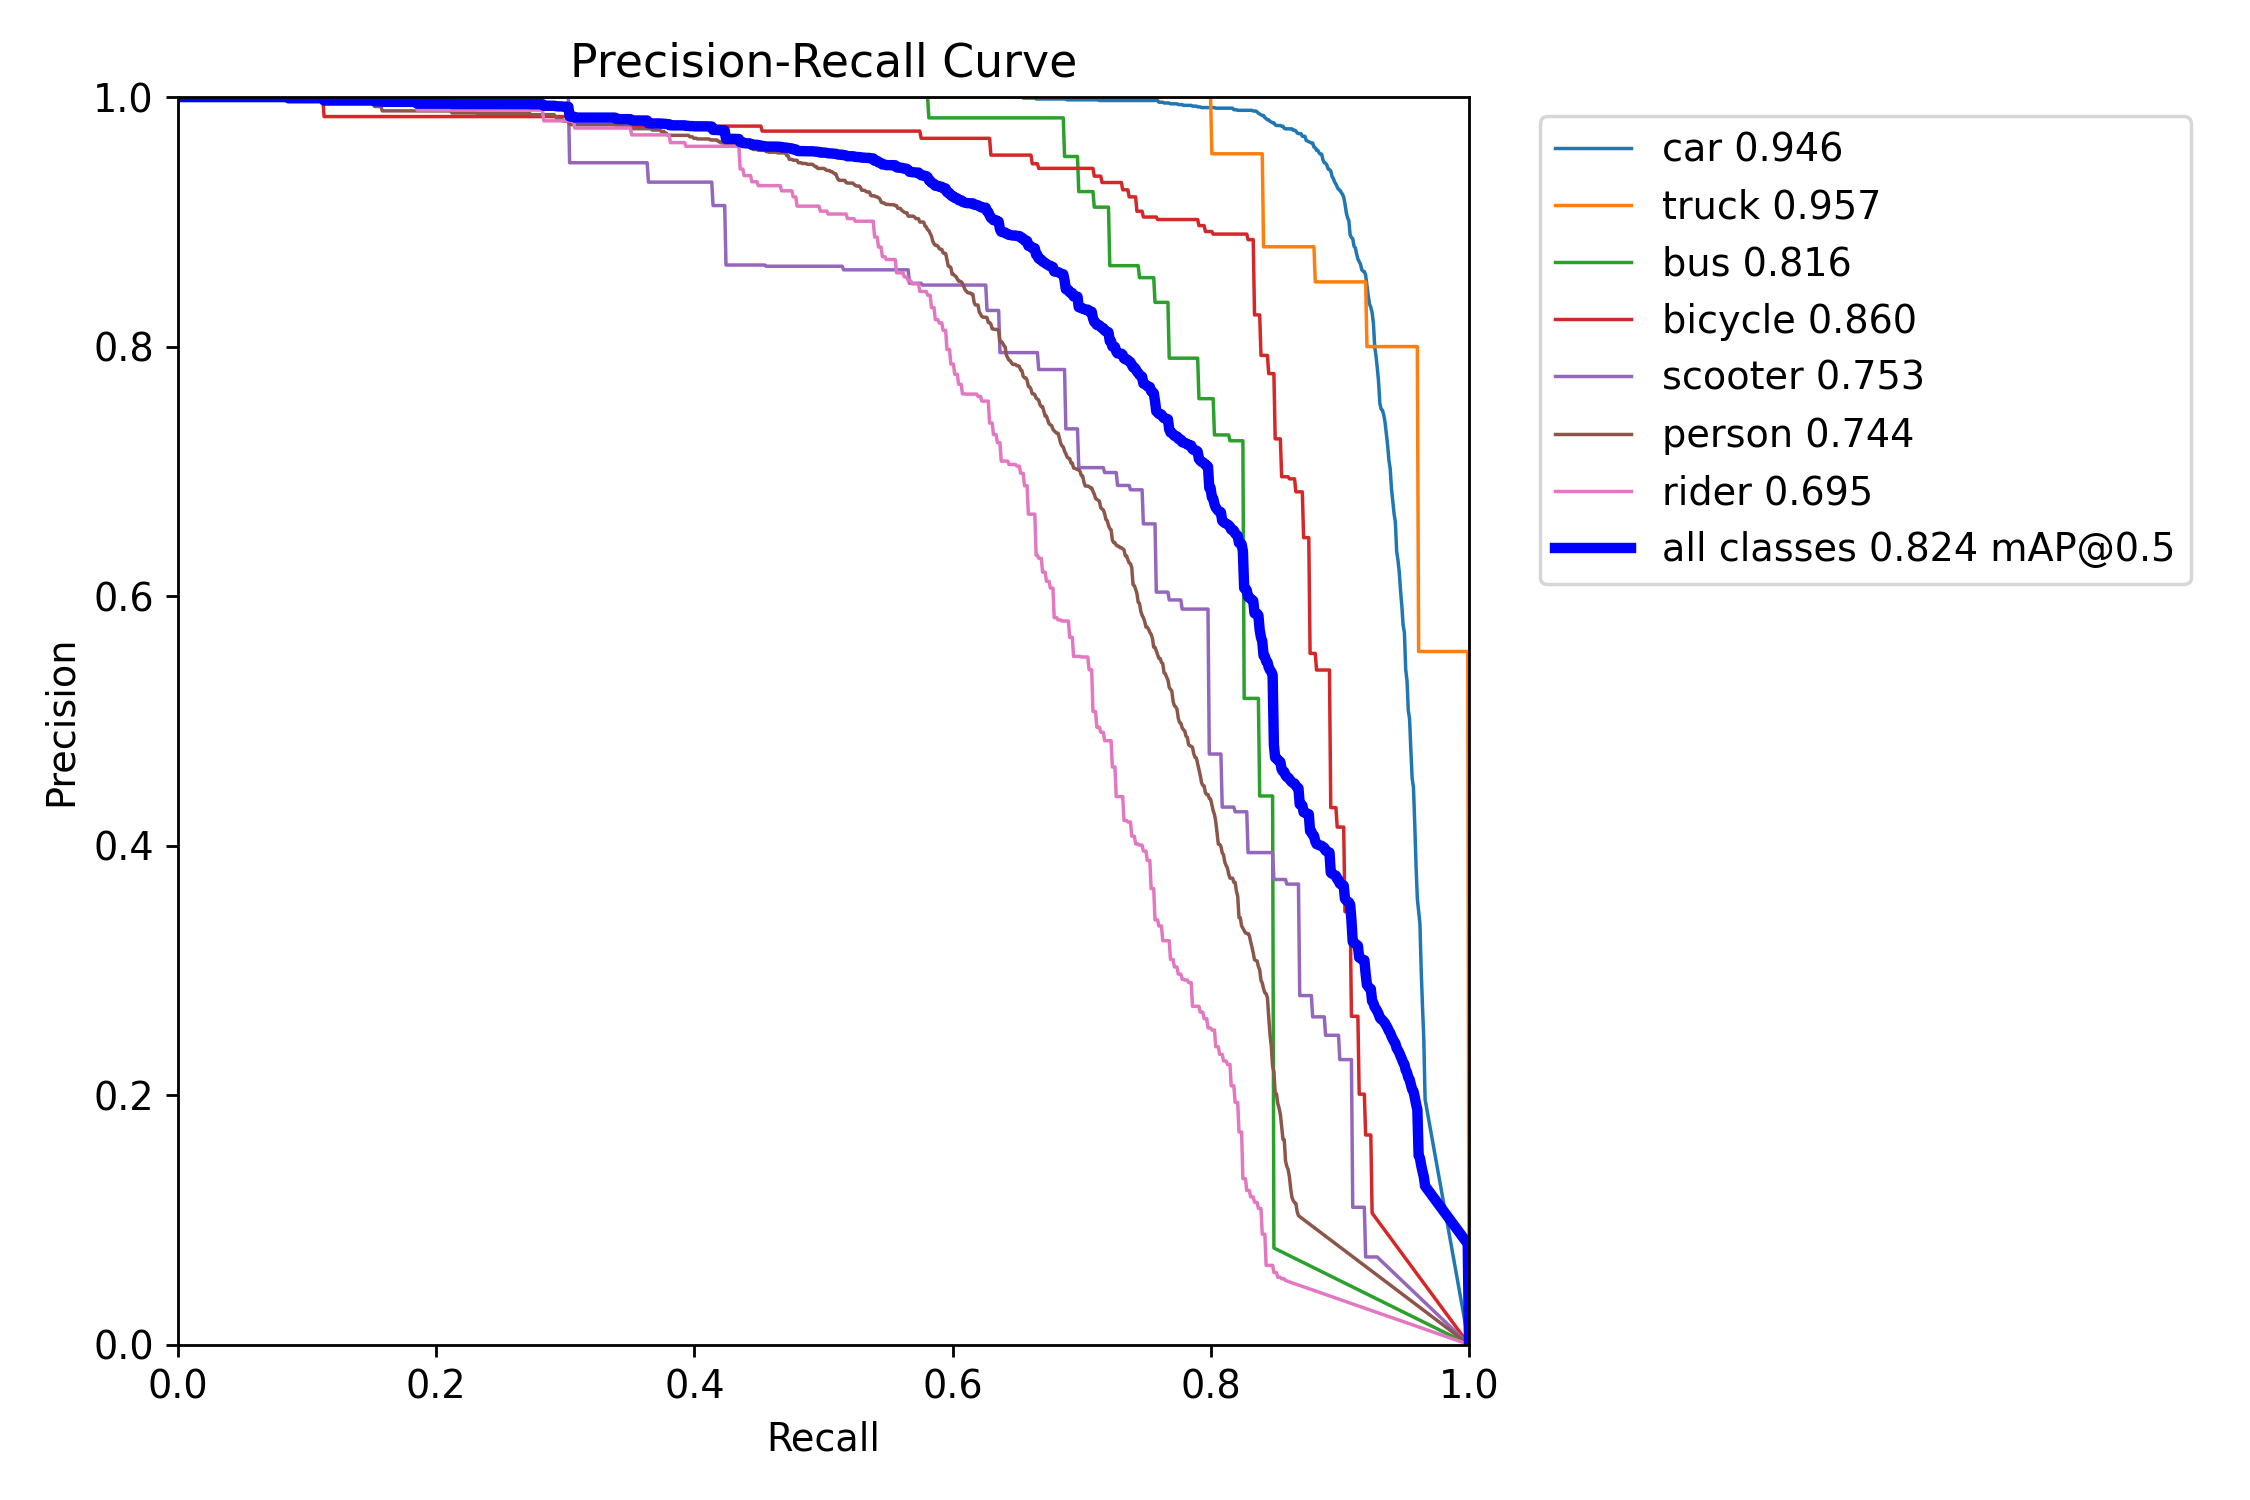 Precision-Recall Curve
1.0
0.8
0.6
0.4
0.2
0.0
Precision
0.0 0.2 0.4 0.6 0.8 1.0
Recall
car 0.946
truck 0.957
bus 0.816
bicycle 0.860
scooter 0.753
person 0.744
rider 0.695
all classes 0.824 mAP@0.5